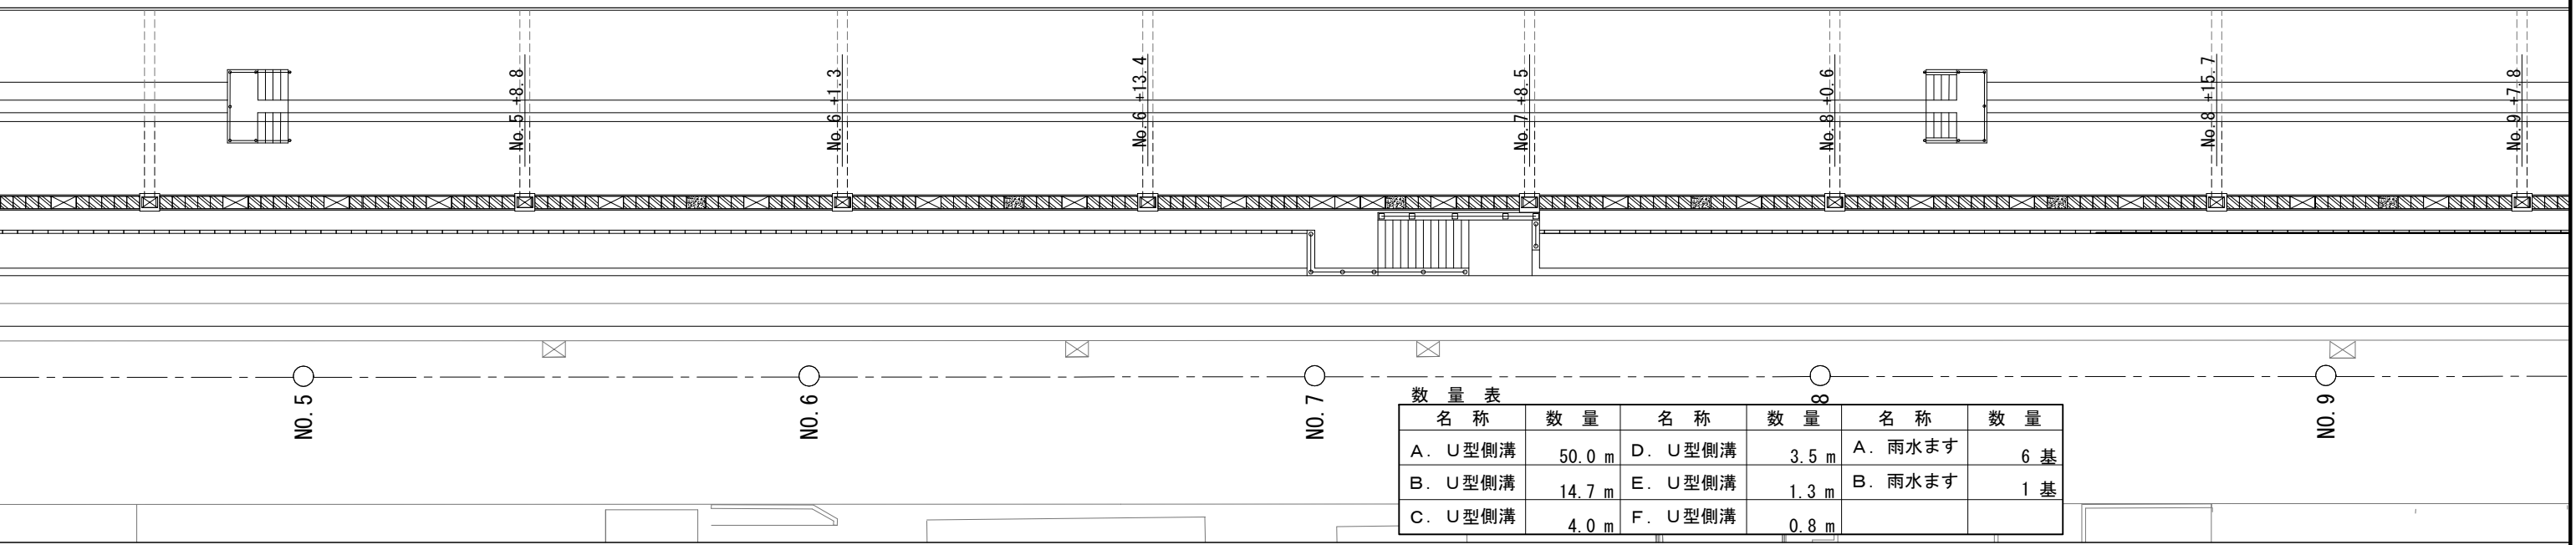 No.5 +8.8
No.6 +1.3
No.6 +13.4
No.7 +8.5
No.8 +0.6
No.8 +15.7
No.9 +7.8
NO.5
NO.6
NO.7
8
NO.9
数 量 表
名 称 数 量 名 称 数 量 名 称 数 量
A. U型側溝 50.0 m D. U型側溝 3.5 m A. 雨水ます 6 基
B. U型側溝 14.7 m E. U型側溝 1.3 m B. 雨水ます 1 基
C. U型側溝 4.0 m F. U型側溝 0.8 m